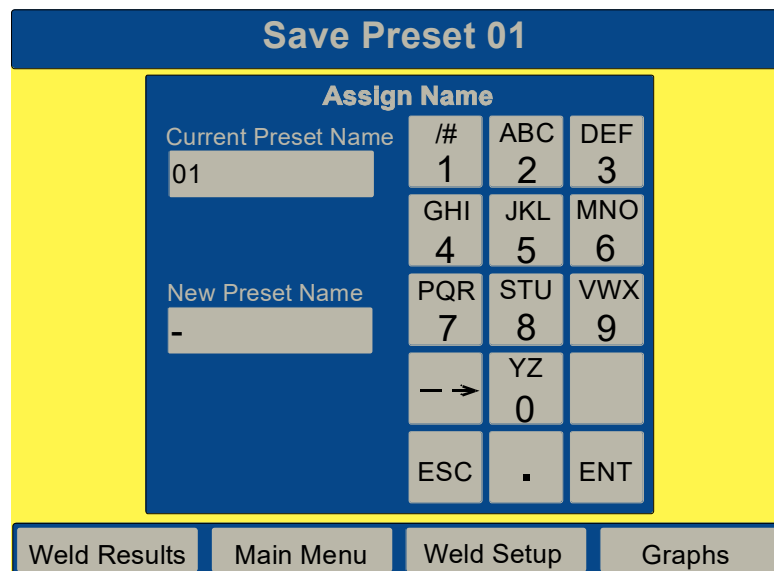 Save Preset 01
Assign Name
Current Preset Name
01
New Preset Name
-
/# ABC DEF
1 2 3
GHI JKL MNO
4 5 6
PQR STU VWX
7 8 9
YZ
0
ESC . ENT
Weld Results Main Menu Weld Setup Graphs